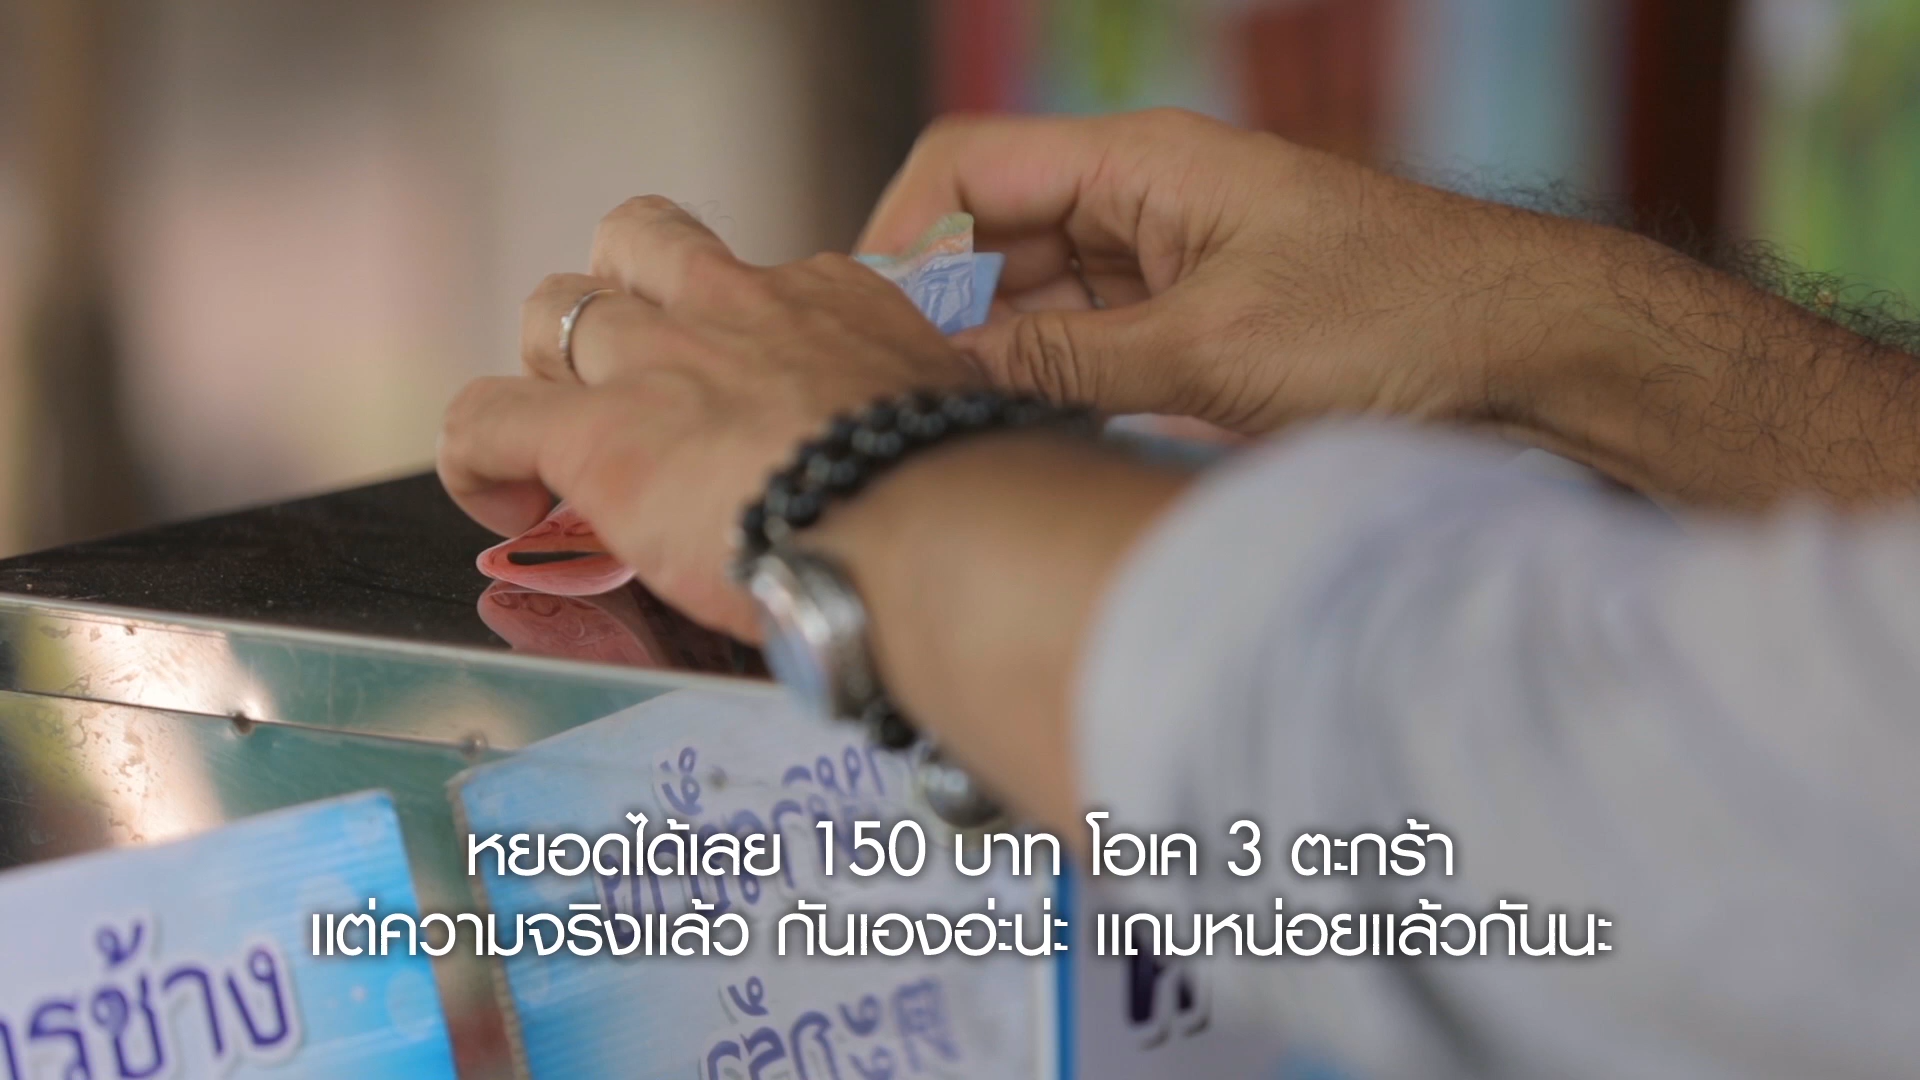 หยอดได้เลย 150 บาท โอเค 3 ตะกร้า
แต่ความจริงแล้ว กันเองอ่ะน่ะ แถมหน่อยแล้วกันนะ
ารช้าง